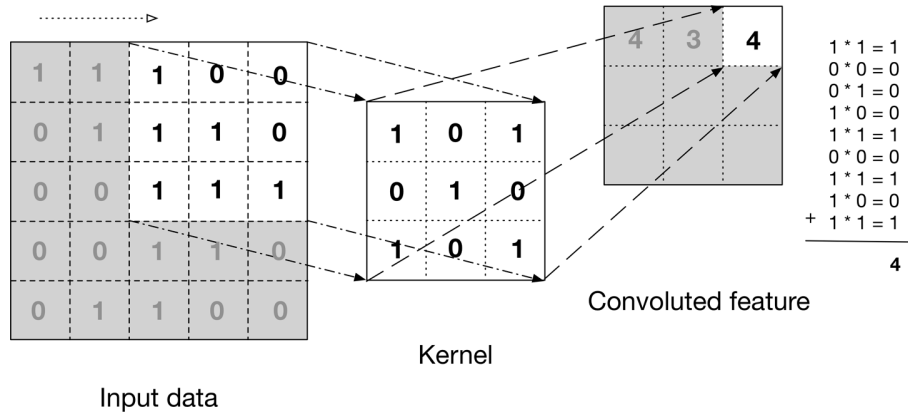 1 1 1 0 0
0 1 1 1 0
0 0 1 1 1
0 0 1 1 0
0 1 1 0 0
Input data
1 0 1
0 1 0
1 0 1
Kernel
4 3 4
Convoluted feature
1 * 1 = 1
0 * 0 = 0
0 * 1 = 0
1 * 0 = 0
1 * 1 = 1
0 * 0 = 0
1 * 1 = 1
1 * 0 = 0
+ 1 * 1 = 1
4